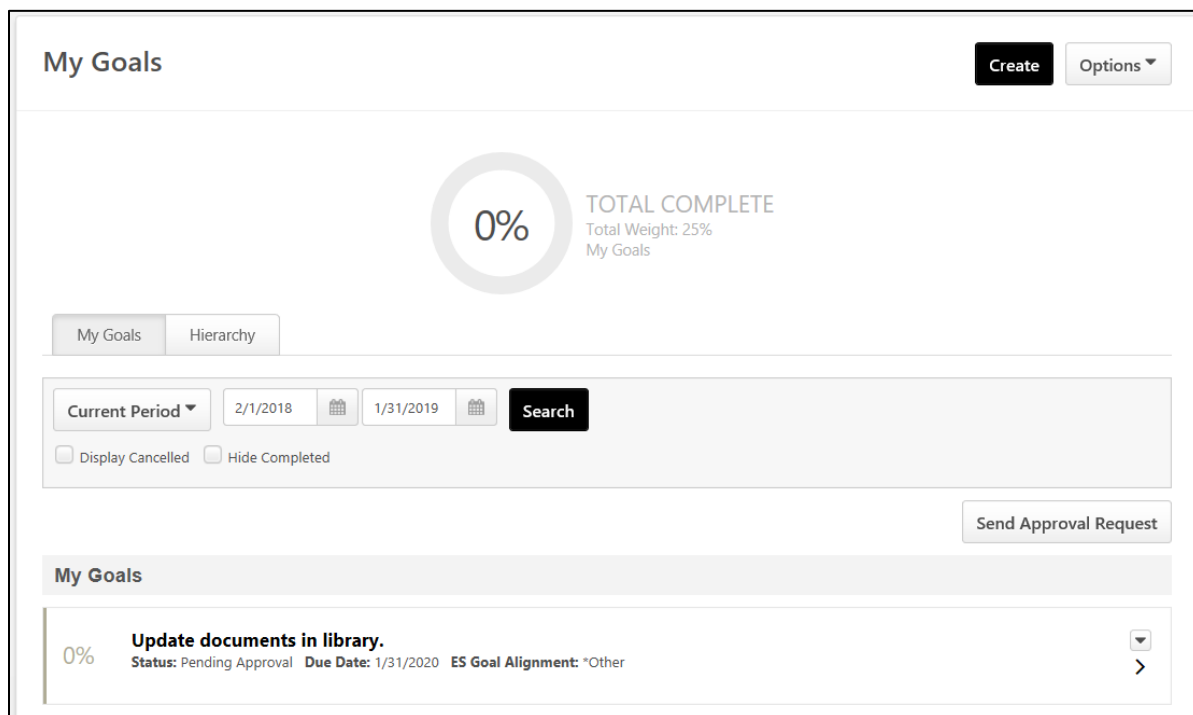 My Goals
Create
Options
0%
TOTAL COMPLETE
Total Weight: 25%
My Goals
My Goals
Hierarchy
Current Period
2/1/2018
1/31/2019
Search
Display Cancelled
Hide Completed
Send Approval Request
My Goals
0%
Update documents in library.
Status: Pending Approval Due Date: 1/31/2020 ES Goal Alignment: *Other